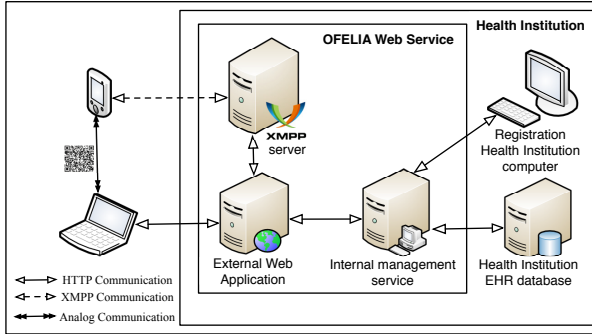 Health Institution
OFELIA Web Service
XMPP
server
Registration
Health Institution
computer
External Web
Application
Internal management
service
Health Institution
EHR database
HTTP Communication
XMPP Communication
Analog Communication